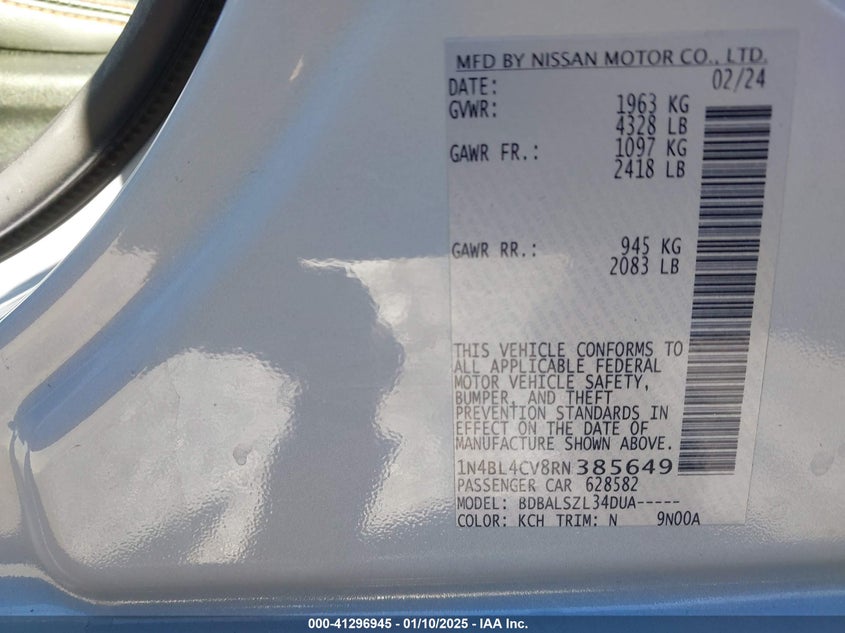 MFD BY NISSAN MOTOR CO., LTD.
DATE: 02/24
GVWR: 1963 KG
4328 LB
GAWR FR.: 1097 KG
2418 LB
GAWR RR.: 945 KG
2083 LB
THIS VEHICLE CONFORMS TO
ALL APPLICABLE FEDERAL
MOTOR VEHICLE SAFETY,
BUMPER, AND THEFT
PREVENTION STANDARDS IN
EFFECT ON THE DATE OF
MANUFACTURE SHOWN ABOVE.
1N4BL4CV8RN385649
PASSENGER CAR 628582
MODEL: BDBALSZL34DUA-----
COLOR: KCH TRIM: N 9N00A
000-41296945 - 01/10/2025 - IAA Inc.